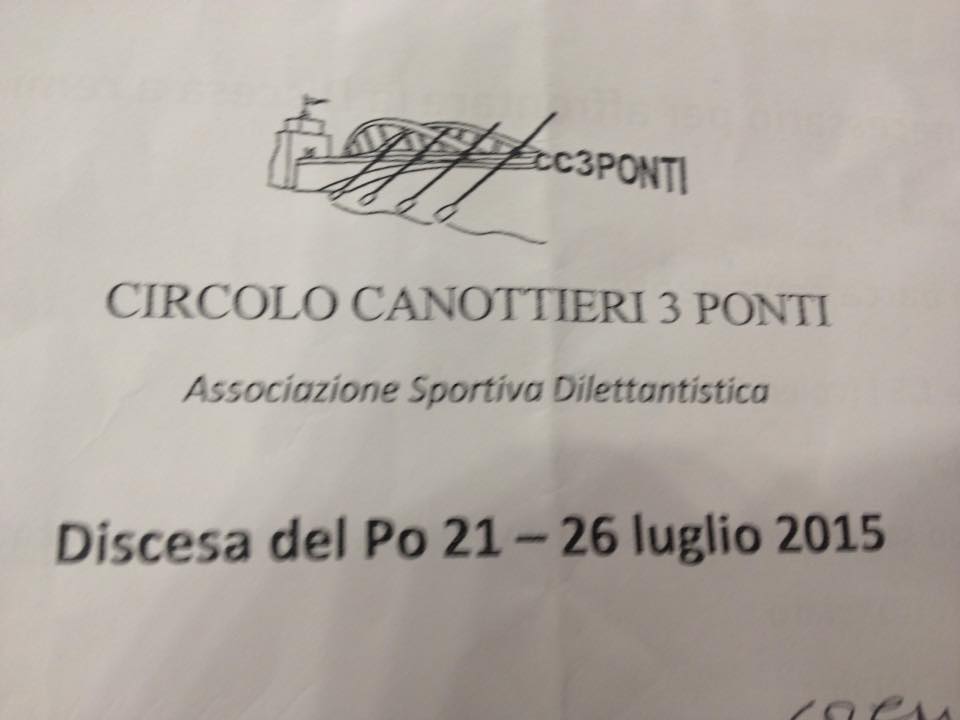 CC3PONTI
CIRCOLO CANOTTIERI 3 PONTI
Associazione Sportiva Dilettantistica
Discesa del Po 21 – 26 luglio 2015